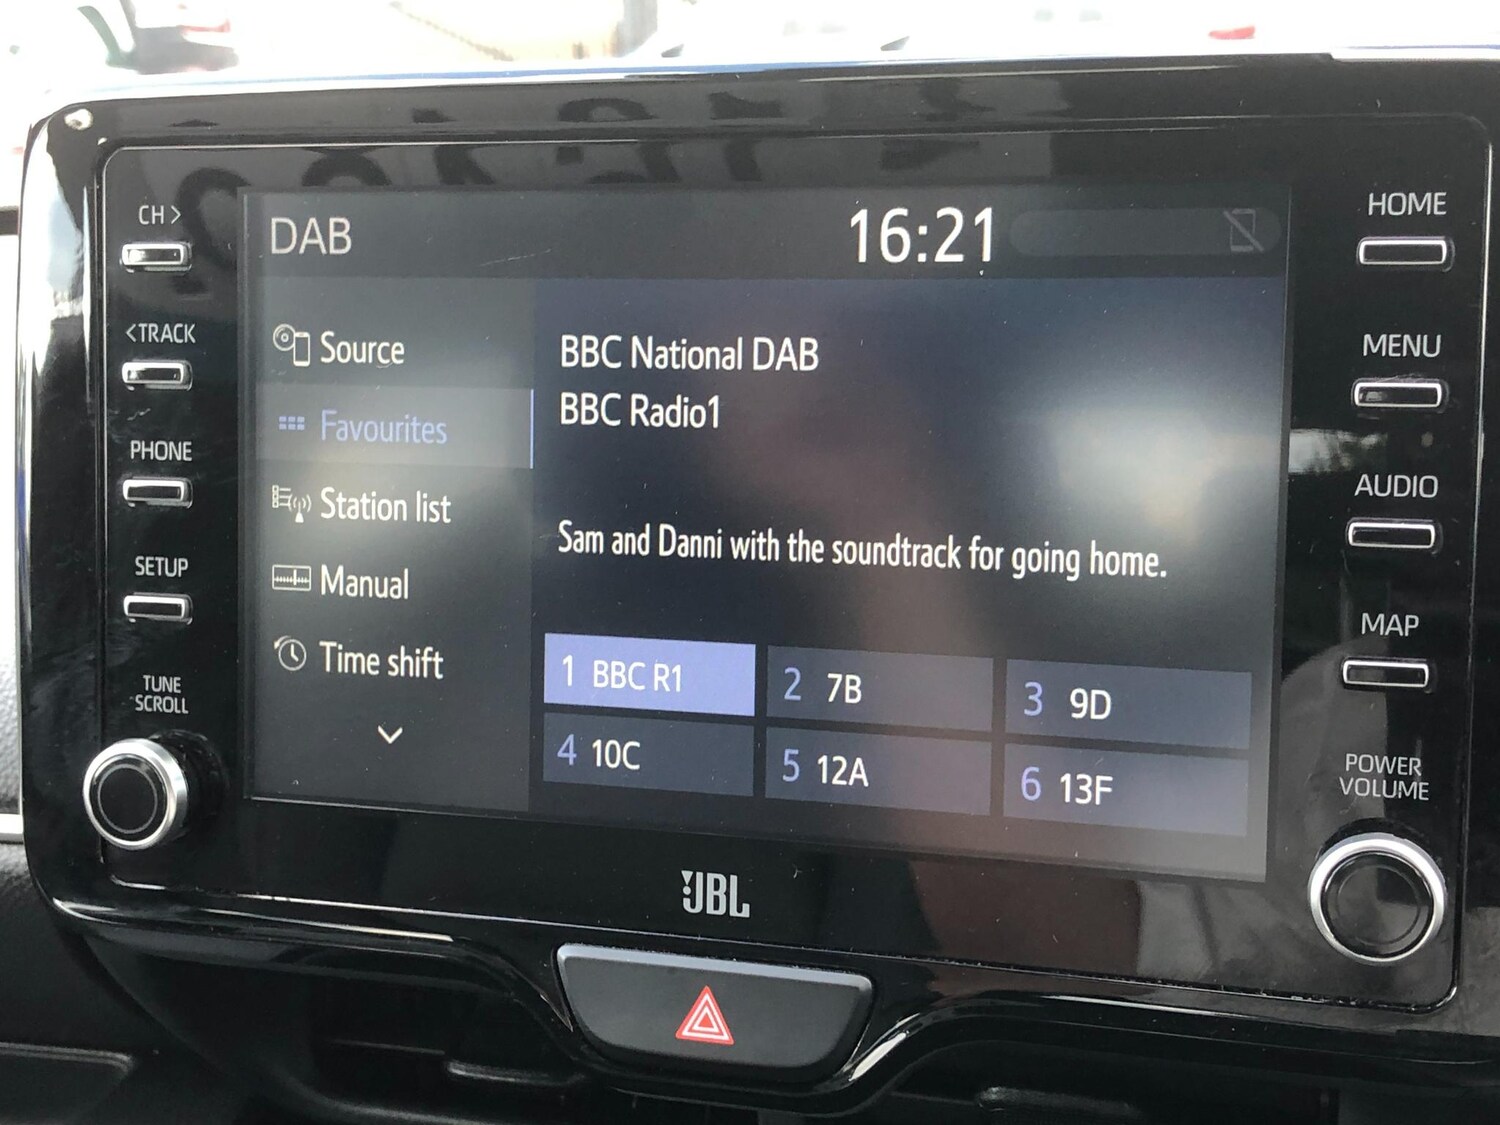 CH>
<TRACK
PHONE
SETUP
TUNE
SCROLL
DAB
16:21
Source
Favourites
Station list
Manual
Time shift
BBC National DAB
BBC Radio1
Sam and Danni with the soundtrack for going home.
1 BBC R1
2 7B
3 9D
4 10C
5 12A
6 13F
HOME
MENU
AUDIO
MAP
POWER
VOLUME
JBL